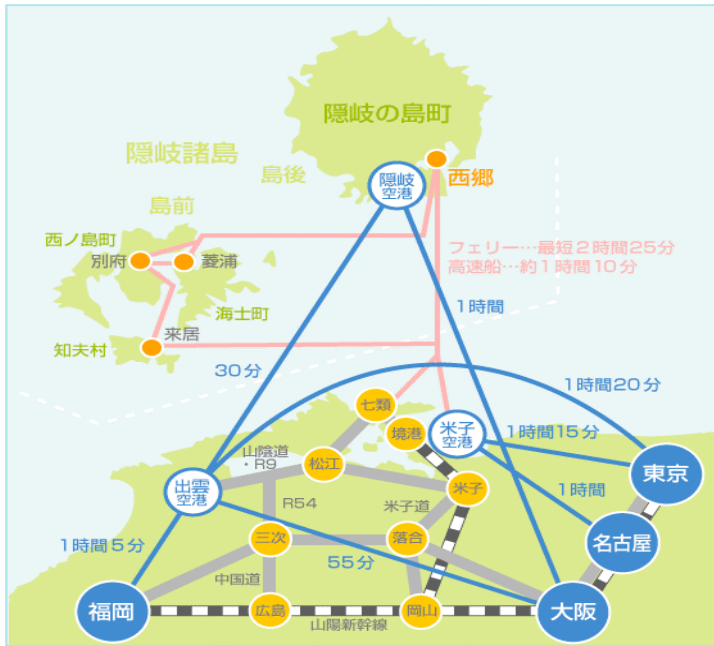 隠岐の島町
隠岐諸島
島後
隠岐
空港
西郷
島前
西ノ島町
別府
菱浦
フェリー…最短２時間25分
高速船…約１時間１０分
海士町
1時間
来居
知夫村
30分
1時間20分
七類
境港
米子
空港
1時間15分
山陰道
・R9
松江
東京
出雲
空港
米子
1時間
R54
米子道
三次
落合
名古屋
1時間5分
55分
中国道
福岡
広島
岡山
大阪
山陽新幹線